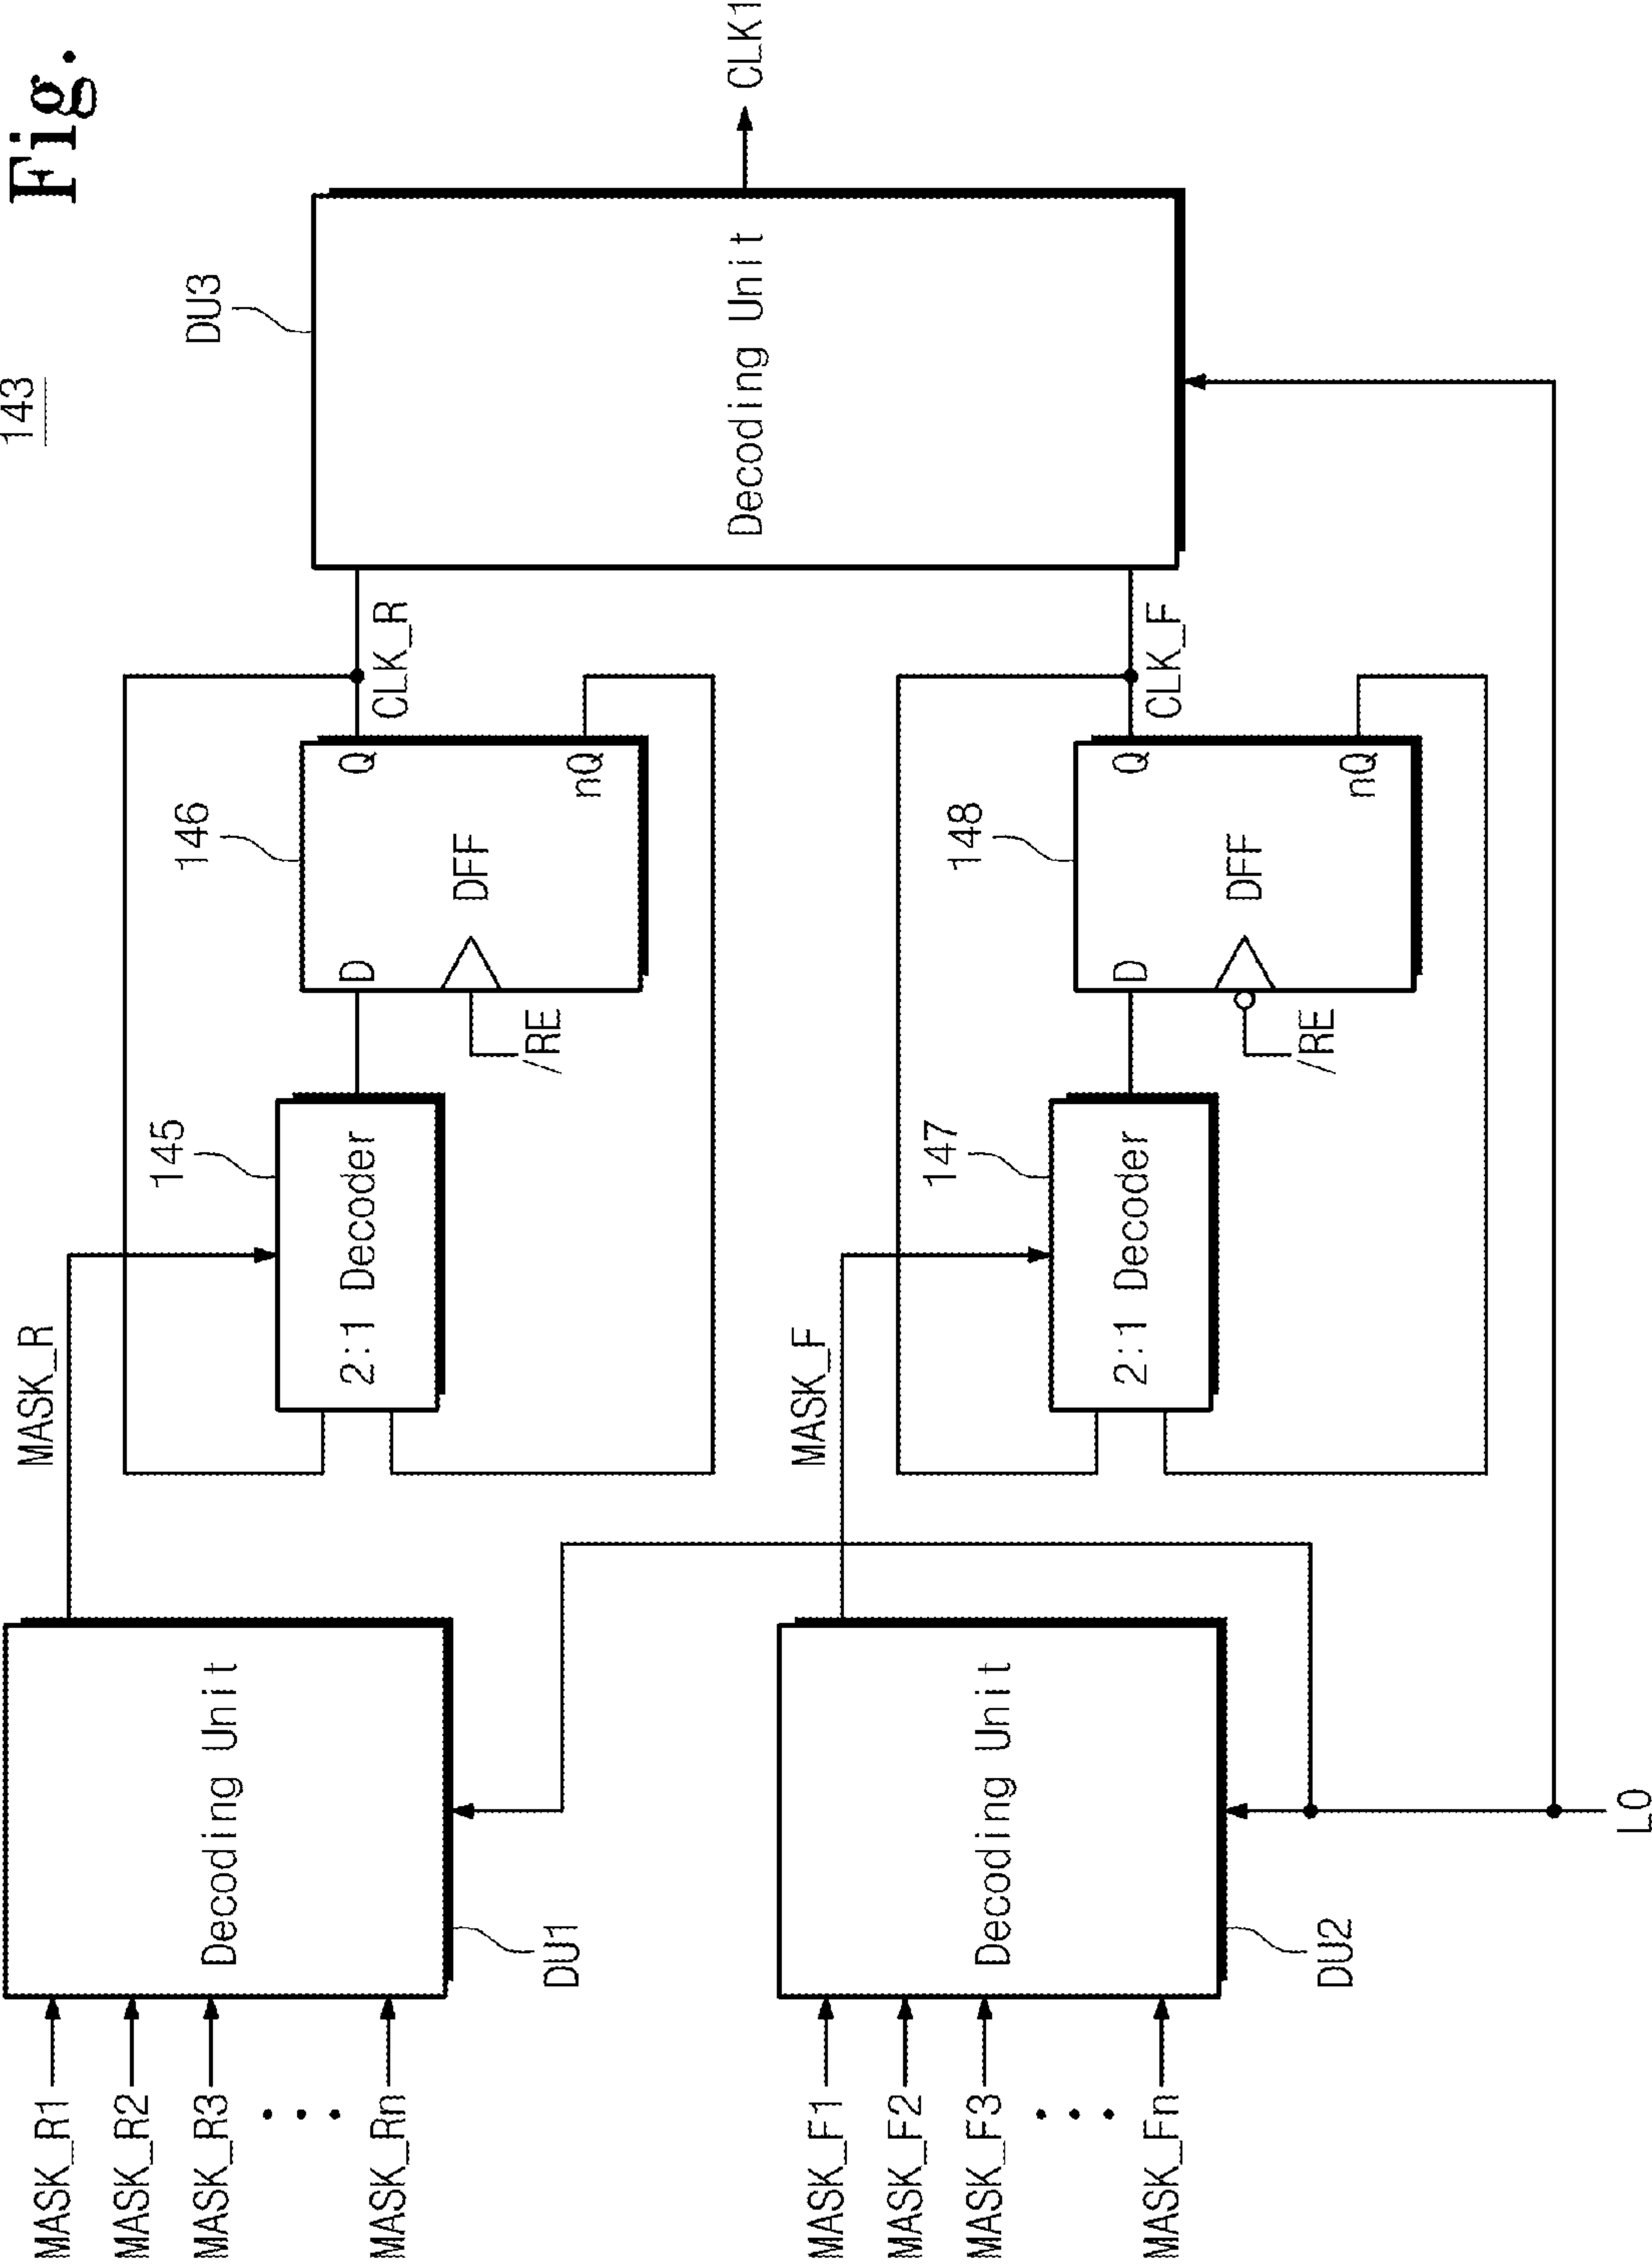 Fig.
143
MASK_R1
MASK_R2
MASK_R3
MASK_Rn
Decoding Unit
DU1
MASK_R
145
2:1 Decoder
146
D
Q
DFF
nQ
/RE
CLK_R
DU3
Decoding Unit
CLK1
MASK_F1
MASK_F2
MASK_F3
MASK_Fn
Decoding Unit
DU2
MASK_F
147
2:1 Decoder
148
D
Q
DFF
nQ
/RE
CLK_F